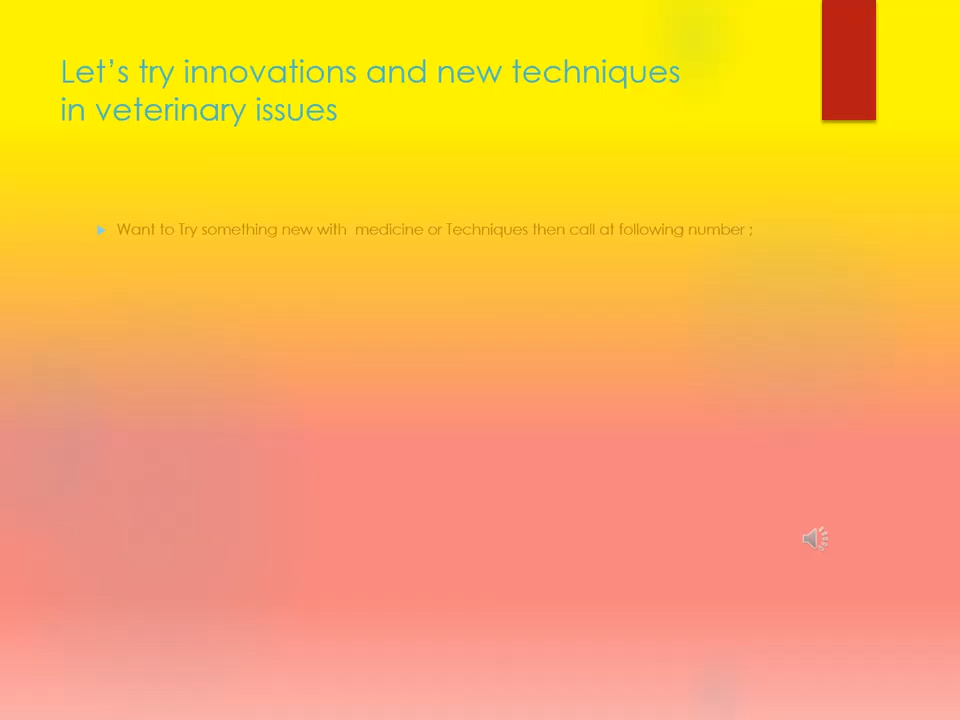 Let’s try innovations and new techniques
in veterinary issues
Want to Try something new with  medicine or Techniques then call at following number ;